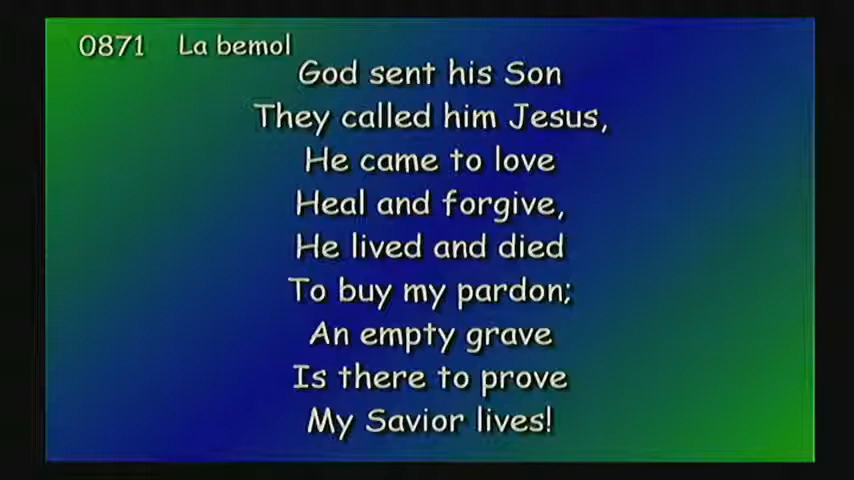 0871 La bemol
God sent his Son
They called him Jesus,
He came to love
Heal and forgive,
He lived and died
To buy my pardon;
An empty grave
Is there to prove
My Savior lives!